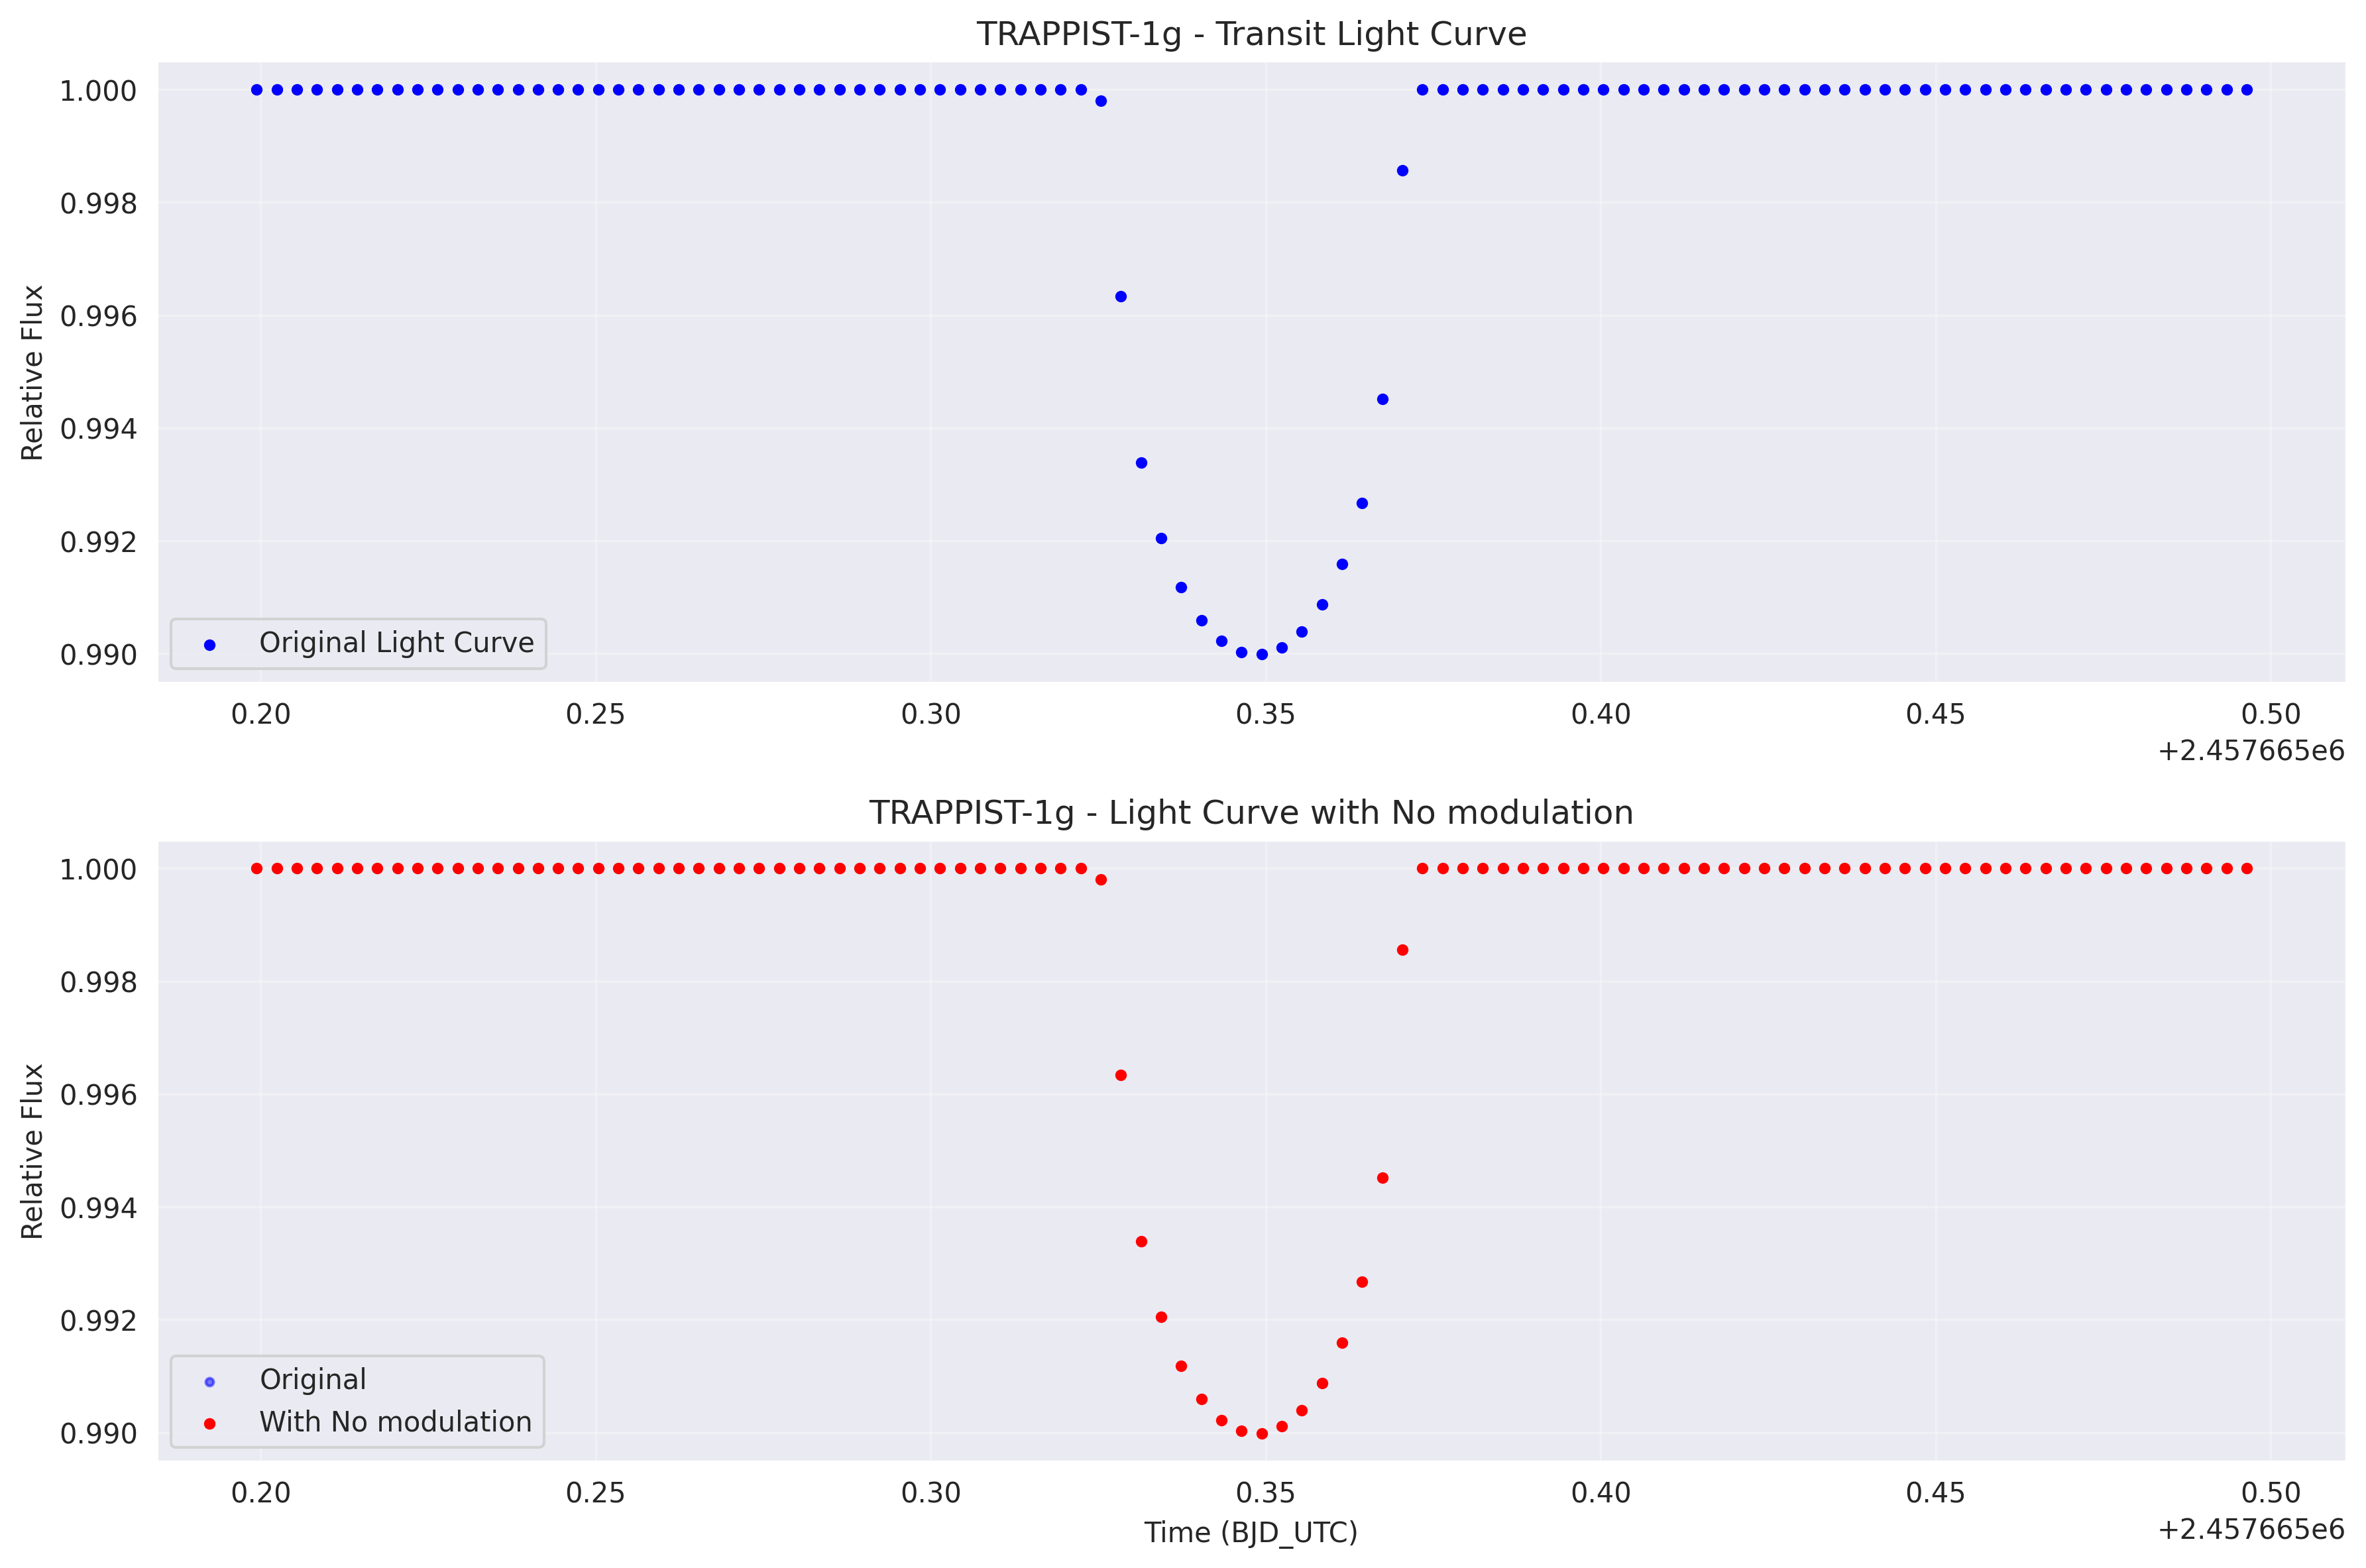 TRAPPIST-1g - Transit Light Curve
1.000
0.998
0.996
0.994
0.992
0.990
Relative Flux
Original Light Curve
0.20 0.25 0.30 0.35 0.40 0.45 0.50
+2.457665e6
TRAPPIST-1g - Light Curve with No modulation
1.000
0.998
0.996
0.994
0.992
0.990
Relative Flux
Original
With No modulation
0.20 0.25 0.30 0.35 0.40 0.45 0.50
Time (BJD_UTC)
+2.457665e6